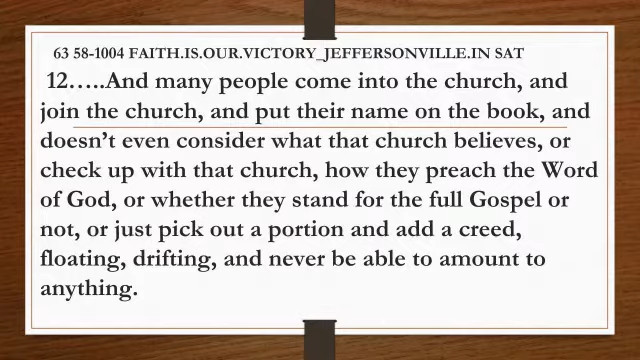 63 58-1004 FAITH.IS.OUR.VICTORY_JEFFERSONVILLE.IN SAT
12…..And many people come into the church, and
join the church, and put their name on the book, and
doesn’t even consider what that church believes, or
check up with that church, how they preach the Word
of God, or whether they stand for the full Gospel or
not, or just pick out a portion and add a creed,
floating, drifting, and never be able to amount to
anything.